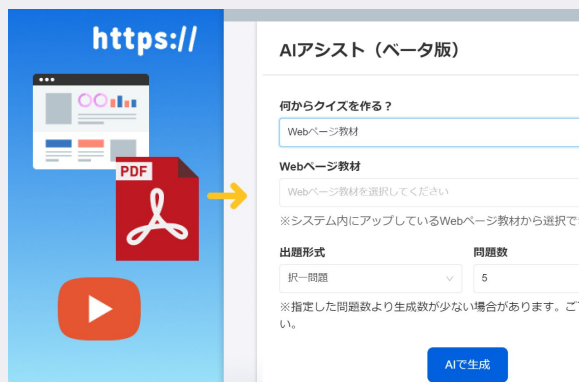 https://
PDF
AIアシスト（ベータ版）
何からクイズを作る？
Webページ教材
Webページ教材
Webページ教材を選択してください
※システム内にアップしているWebページ教材から選択で
出題形式
問題数
択一問題
5
※指定した問題数より生成数が少ない場合があります。ご
い。
AIで生成